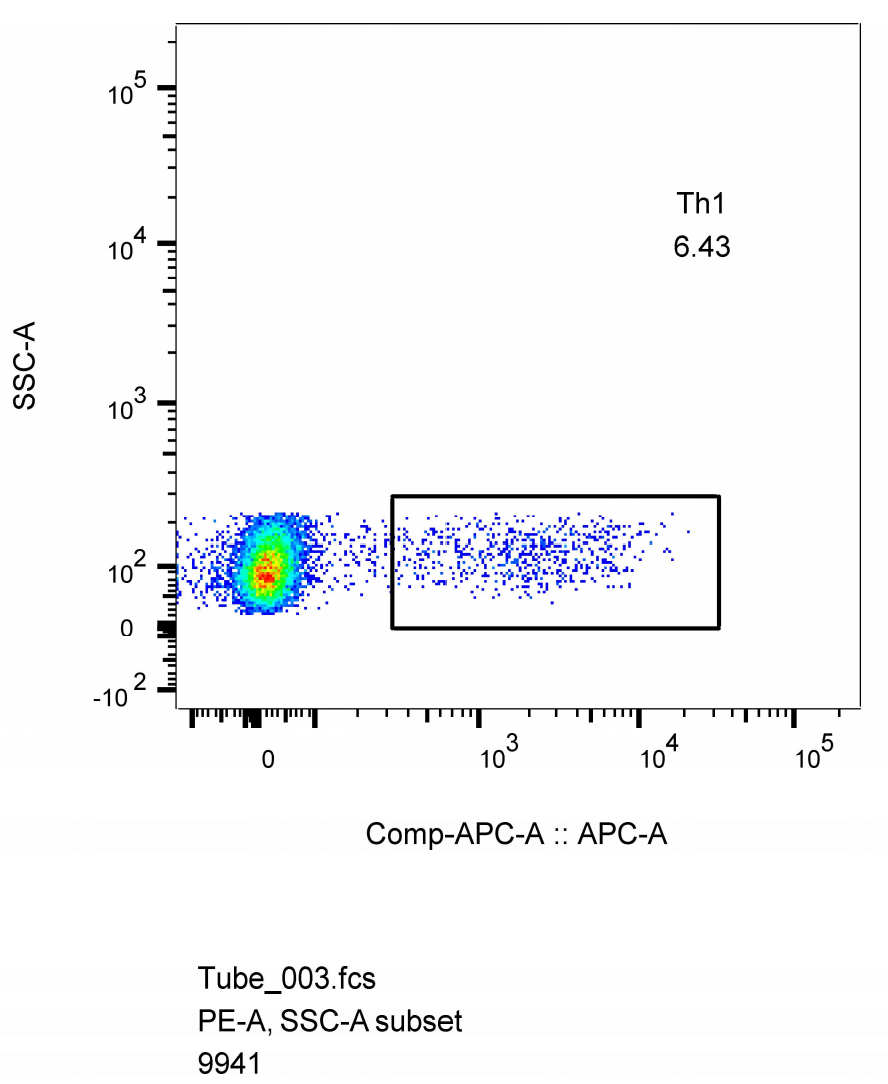 10^5
Th1
6.43
10^4
SSC-A
10^3
10^2
0
-10^2
0
10^3
10^4
10^5
Comp-APC-A :: APC-A
Tube_003.fcs
PE-A, SSC-A subset
9941